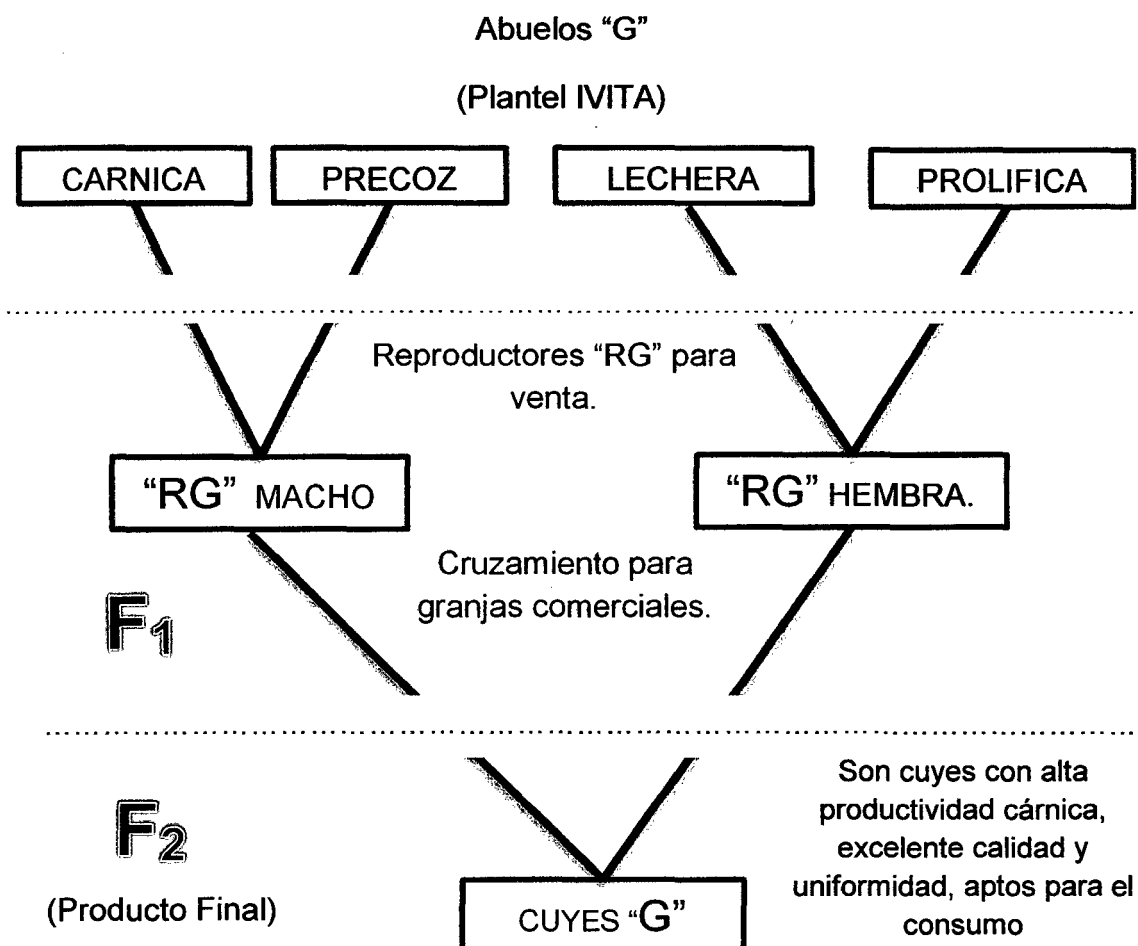 Abuelos “G”
(Plantel IVITA)
CARNICA
PRECOZ
LECHERA
PROLIFICA
Reproductores “RG” para
venta.
“RG” MACHO
“RG” HEMBRA.
Cruzamiento para
granjas comerciales.
F1
F2
(Producto Final)
Son cuyes con alta
productividad cárnica,
excelente calidad y
uniformidad, aptos para el
consumo
CUYES “G”